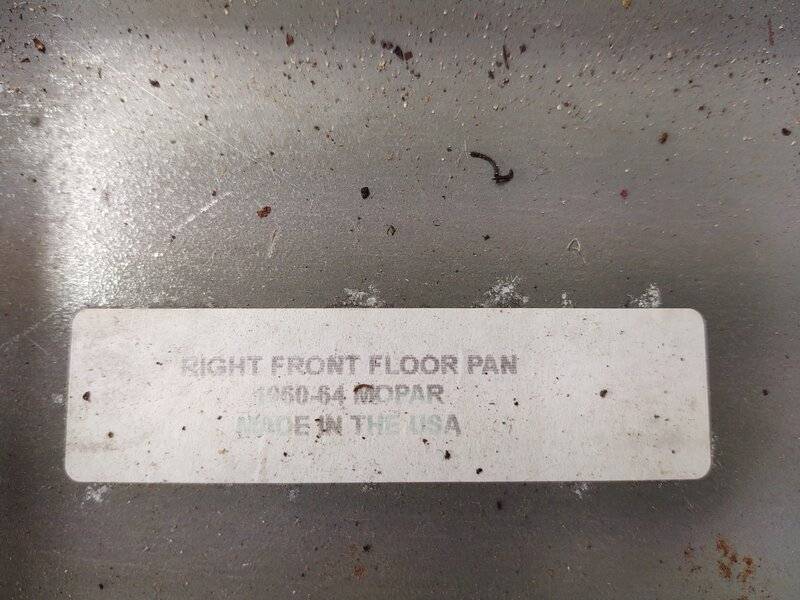 RIGHT FRONT FLOOR PAN
1960-64 MOPAR
MADE IN THE USA